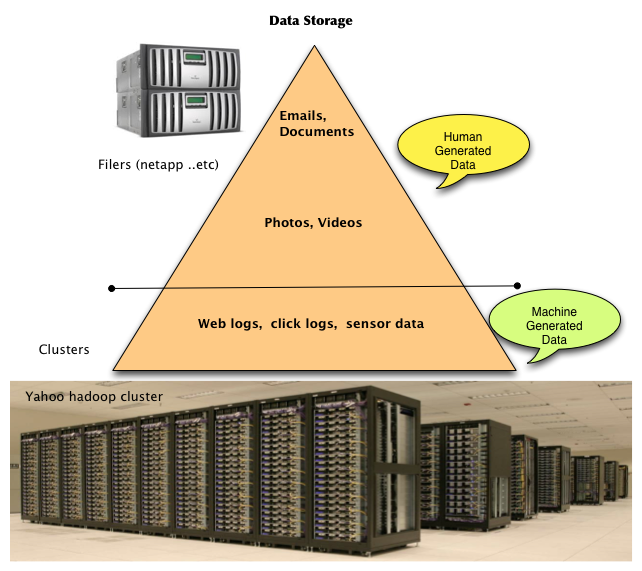 Data Storage
Emails,
Documents
Human
Generated
Data
Filers (netapp ..etc)
Photos, Videos
Machine
Generated
Data
Web logs,  click logs,  sensor data
Clusters
Yahoo hadoop cluster